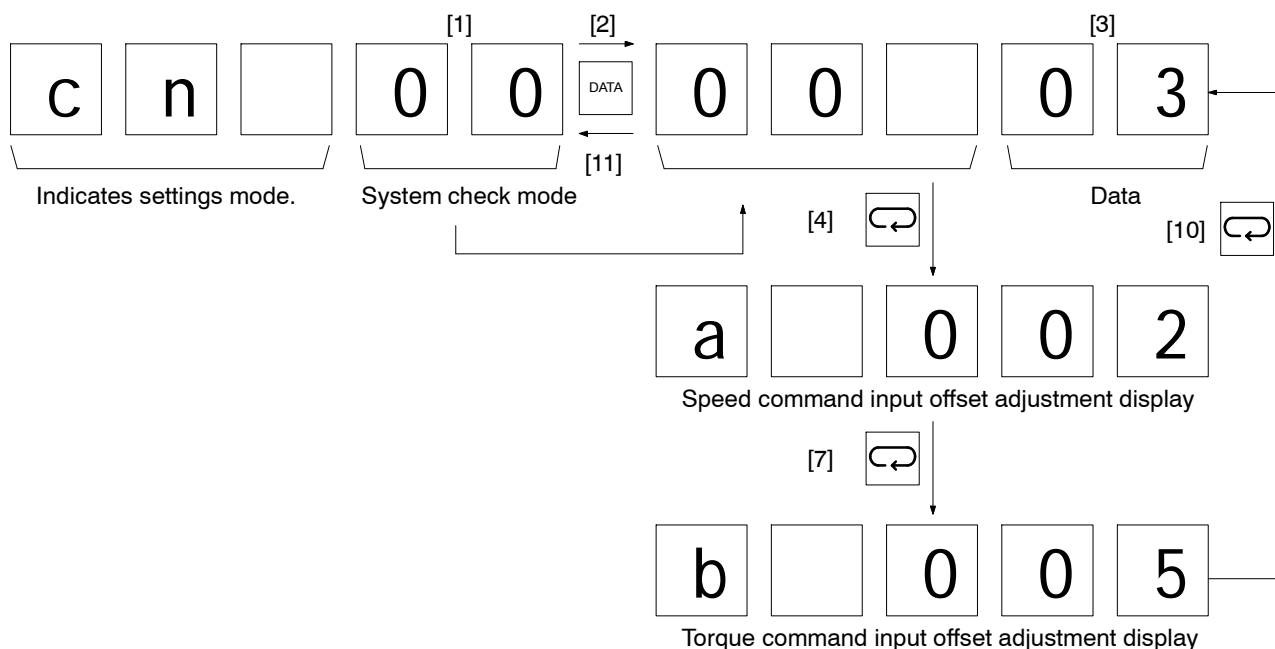 [1] [2] [3]
c n 0 0 DATA 0 0 0 3
[11]
Indicates settings mode. System check mode Data
[4] [10]
a 0 0 2
Speed command input offset adjustment display
[7]
b 0 0 5
Torque command input offset adjustment display